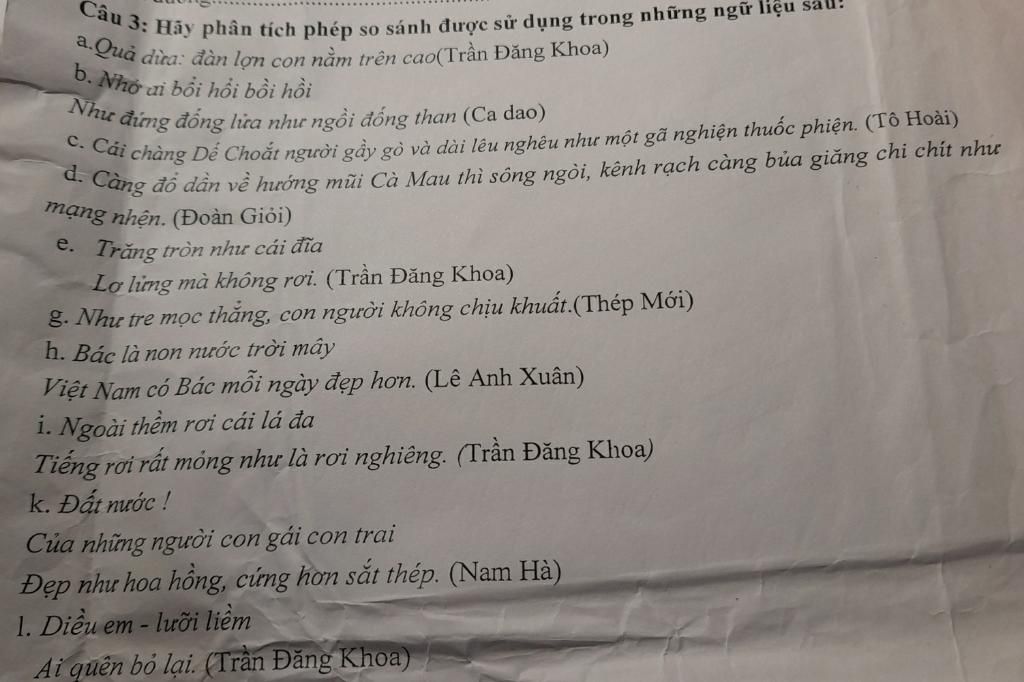 Câu 3: Hãy phân tích phép so sánh được sử dụng trong những ngữ liệu sau:
a.Quả dừa: đàn lợn con nằm trên cao(Trần Đăng Khoa)
b. Nhớ ai bổi hổi bồi hồi
Như đứng đống lửa như ngồi đống than (Ca dao)
c. Cái chàng Dế Choắt người gầy gò và dài lêu nghêu như một gã nghiện thuốc phiện. (Tô Hoài)
d. Càng đổ dần về hướng mũi Cà Mau thì sông ngòi, kênh rạch càng bủa giăng chi chít như
mạng nhện. (Đoàn Giỏi)
e. Trăng tròn như cái đĩa
Lơ lửng mà không rơi. (Trần Đăng Khoa)
g. Như tre mọc thẳng, con người không chịu khuất.(Thép Mới)
h. Bác là non nước trời mây
Việt Nam có Bác mỗi ngày đẹp hơn. (Lê Anh Xuân)
i. Ngoài thềm rơi cái lá đa
Tiếng rơi rất mỏng như là rơi nghiêng. (Trần Đăng Khoa)
k. Đất nước !
Của những người con gái con trai
Đẹp như hoa hồng, cứng hơn sắt thép. (Nam Hà)
l. Diều em - lưỡi liềm
Ai quên bỏ lại. (Trần Đăng Khoa)